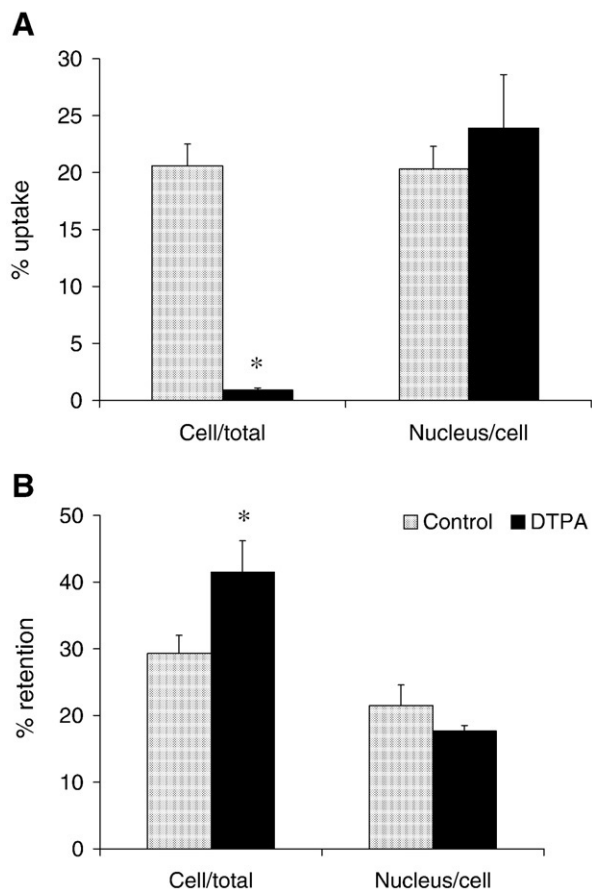 A
% uptake
30
25
20
15
10
5
0
*
Cell/total Nucleus/cell
B
% retention
50
40
30
20
10
0
*
Control DTPA
Cell/total Nucleus/cell